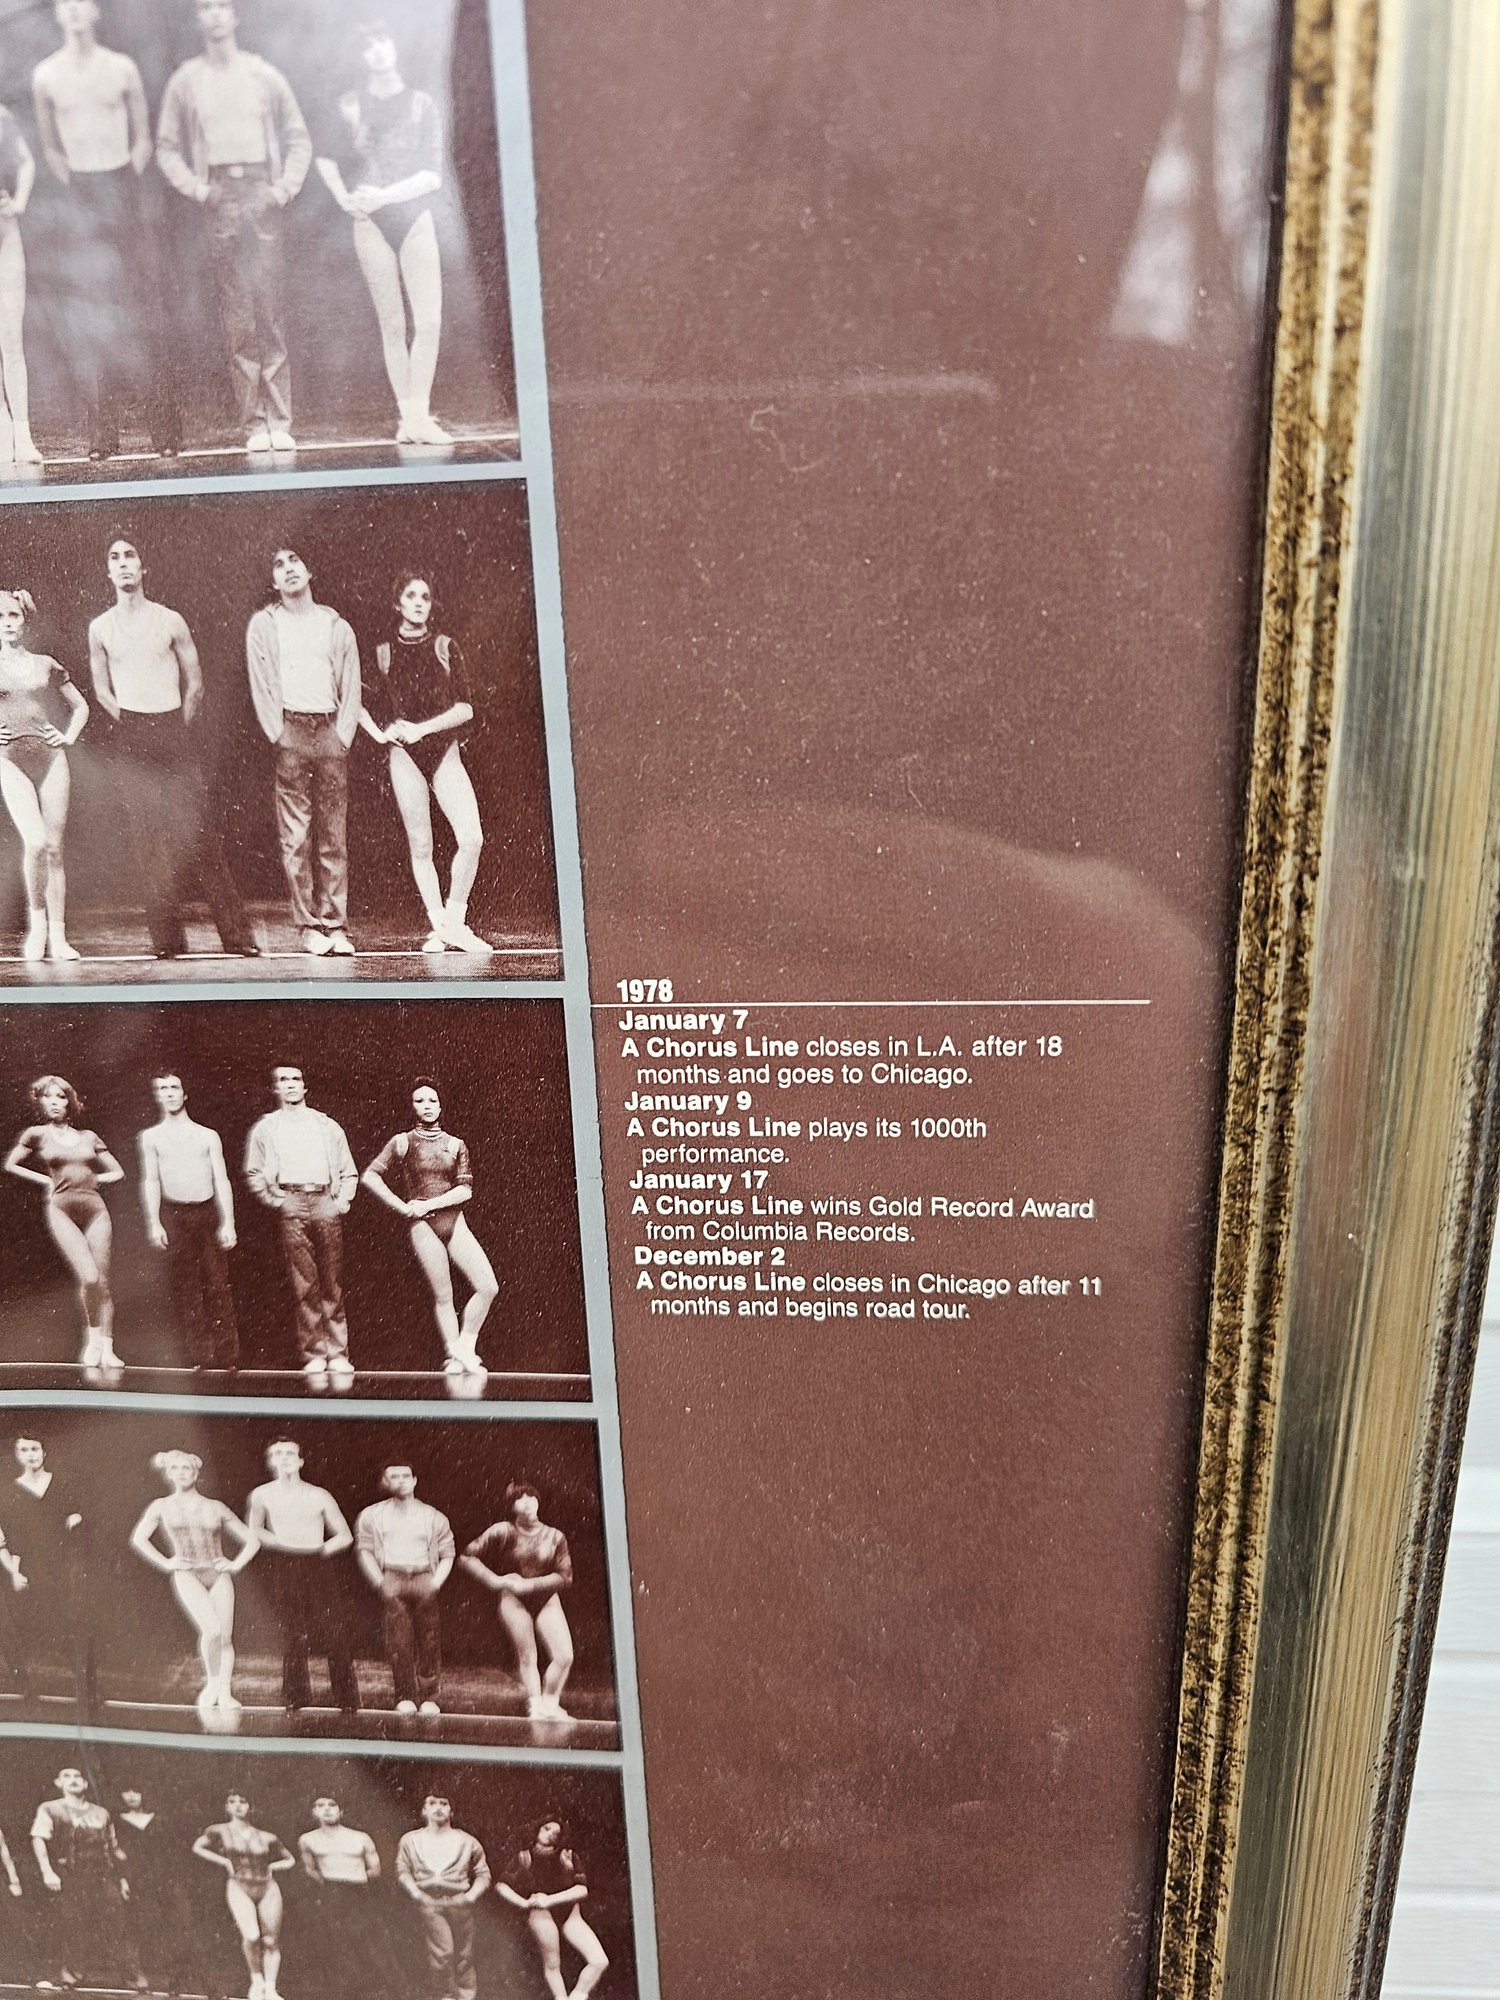 1978
January 7
A Chorus Line closes in L.A. after 18
months and goes to Chicago.
January 9
A Chorus Line plays its 1000th
performance.
January 17
A Chorus Line wins Gold Record Award
from Columbia Records.
December 2
A Chorus Line closes in Chicago after 11
months and begins road tour.